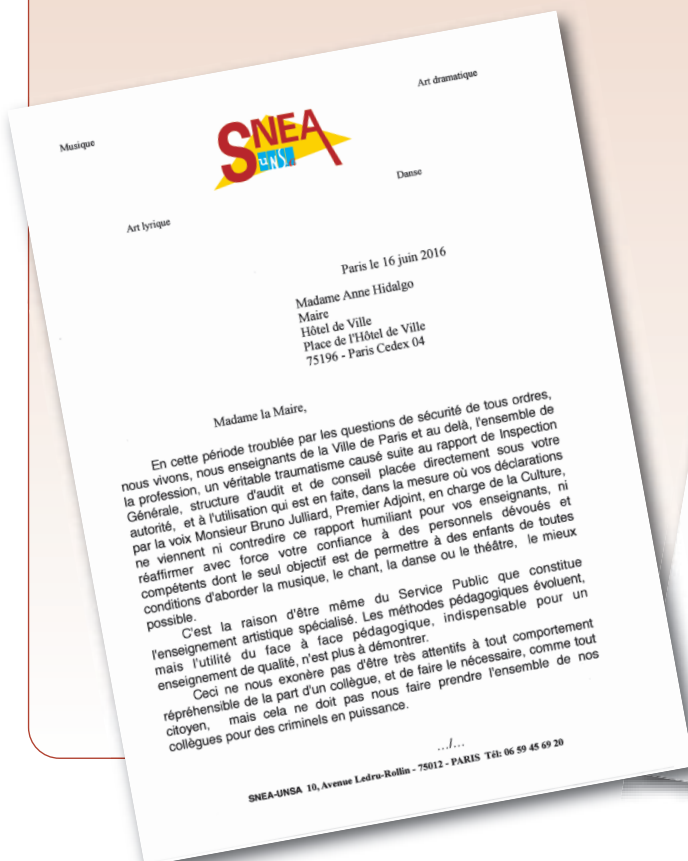 Musique
Art dramatique
SNEA
UNSA
Danse
Art lyrique
Paris le 16 juin 2016
Madame Anne Hidalgo
Maire
Hôtel de Ville
Place de l'Hôtel de Ville
75196 - Paris Cedex 04
Madame la Maire,
En cette période troublée par les questions de sécurité de tous ordres,
nous vivons, nous enseignants de la Ville de Paris et au delà, l'ensemble de
la profession, un véritable traumatisme causé suite au rapport de Inspection
Générale, structure d'audit et de conseil placée directement sous votre
autorité, et à l'utilisation qui est en faite, dans la mesure où vos déclarations
par la voix Monsieur Bruno Julliard, Premier Adjoint, en charge de la Culture,
ne viennent ni contredire ce rapport humiliant pour vos enseignants, ni
réaffirmer avec force votre confiance à des personnels dévoués et
compétents dont le seul objectif est de permettre à des enfants de toutes
conditions d'aborder la musique, le chant, la danse ou le théâtre, le mieux
possible.
C'est la raison d'être même du Service Public que constitue
l'enseignement artistique spécialisé. Les méthodes pédagogiques évoluent,
mais l'utilité du face à face pédagogique, indispensable pour un
enseignement de qualité, n'est plus à démontrer.
Ceci ne nous exonère pas d'être très attentifs à tout comportement
répréhensible de la part d'un collègue, et de faire le nécessaire, comme tout
citoyen, mais cela ne doit pas nous faire prendre l'ensemble de nos
collègues pour des criminels en puissance.
.../...
SNEA-UNSA 10, Avenue Ledru-Rollin - 75012 - PARIS Tél: 06 59 45 69 20